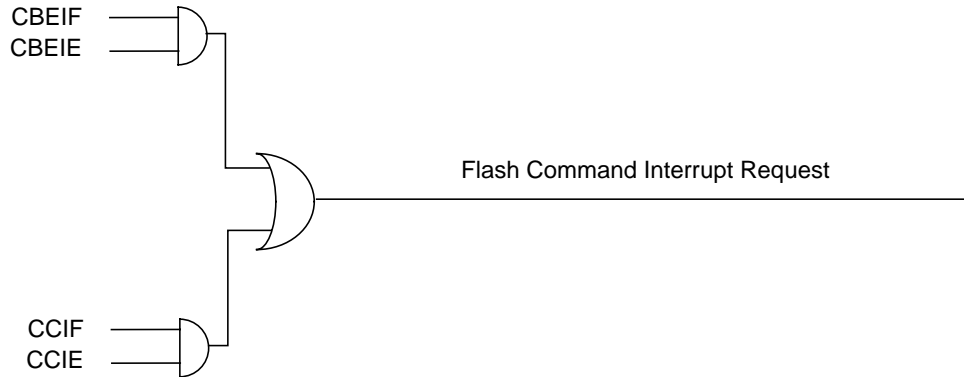 CBEIF
CBEIE
Flash Command Interrupt Request
CCIF
CCIE